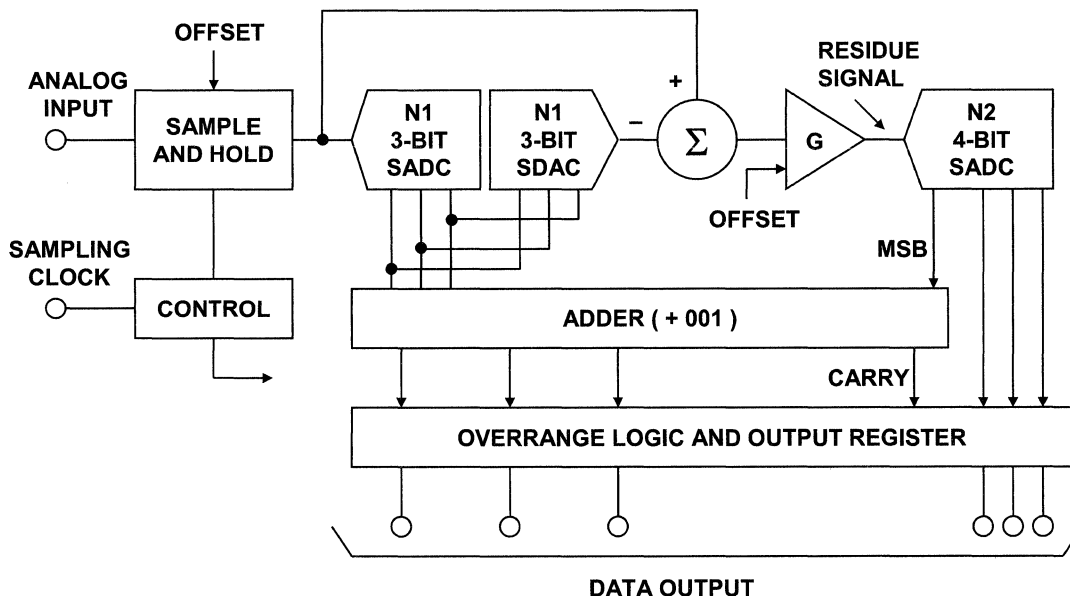 OFFSET
ANALOG
INPUT
SAMPLE
AND HOLD
N1
3-BIT
SADC
N1
3-BIT
SDAC
+
–
Σ
G
OFFSET
RESIDUE
SIGNAL
N2
4-BIT
SADC
SAMPLING
CLOCK
CONTROL
MSB
ADDER ( + 001 )
CARRY
OVERRANGE LOGIC AND OUTPUT REGISTER
DATA OUTPUT